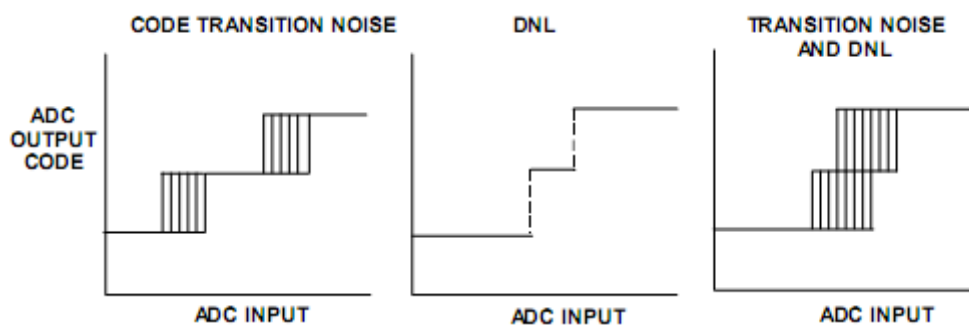 CODE TRANSITION NOISE
DNL
TRANSITION NOISE
AND DNL
ADC
OUTPUT
CODE
ADC INPUT
ADC INPUT
ADC INPUT